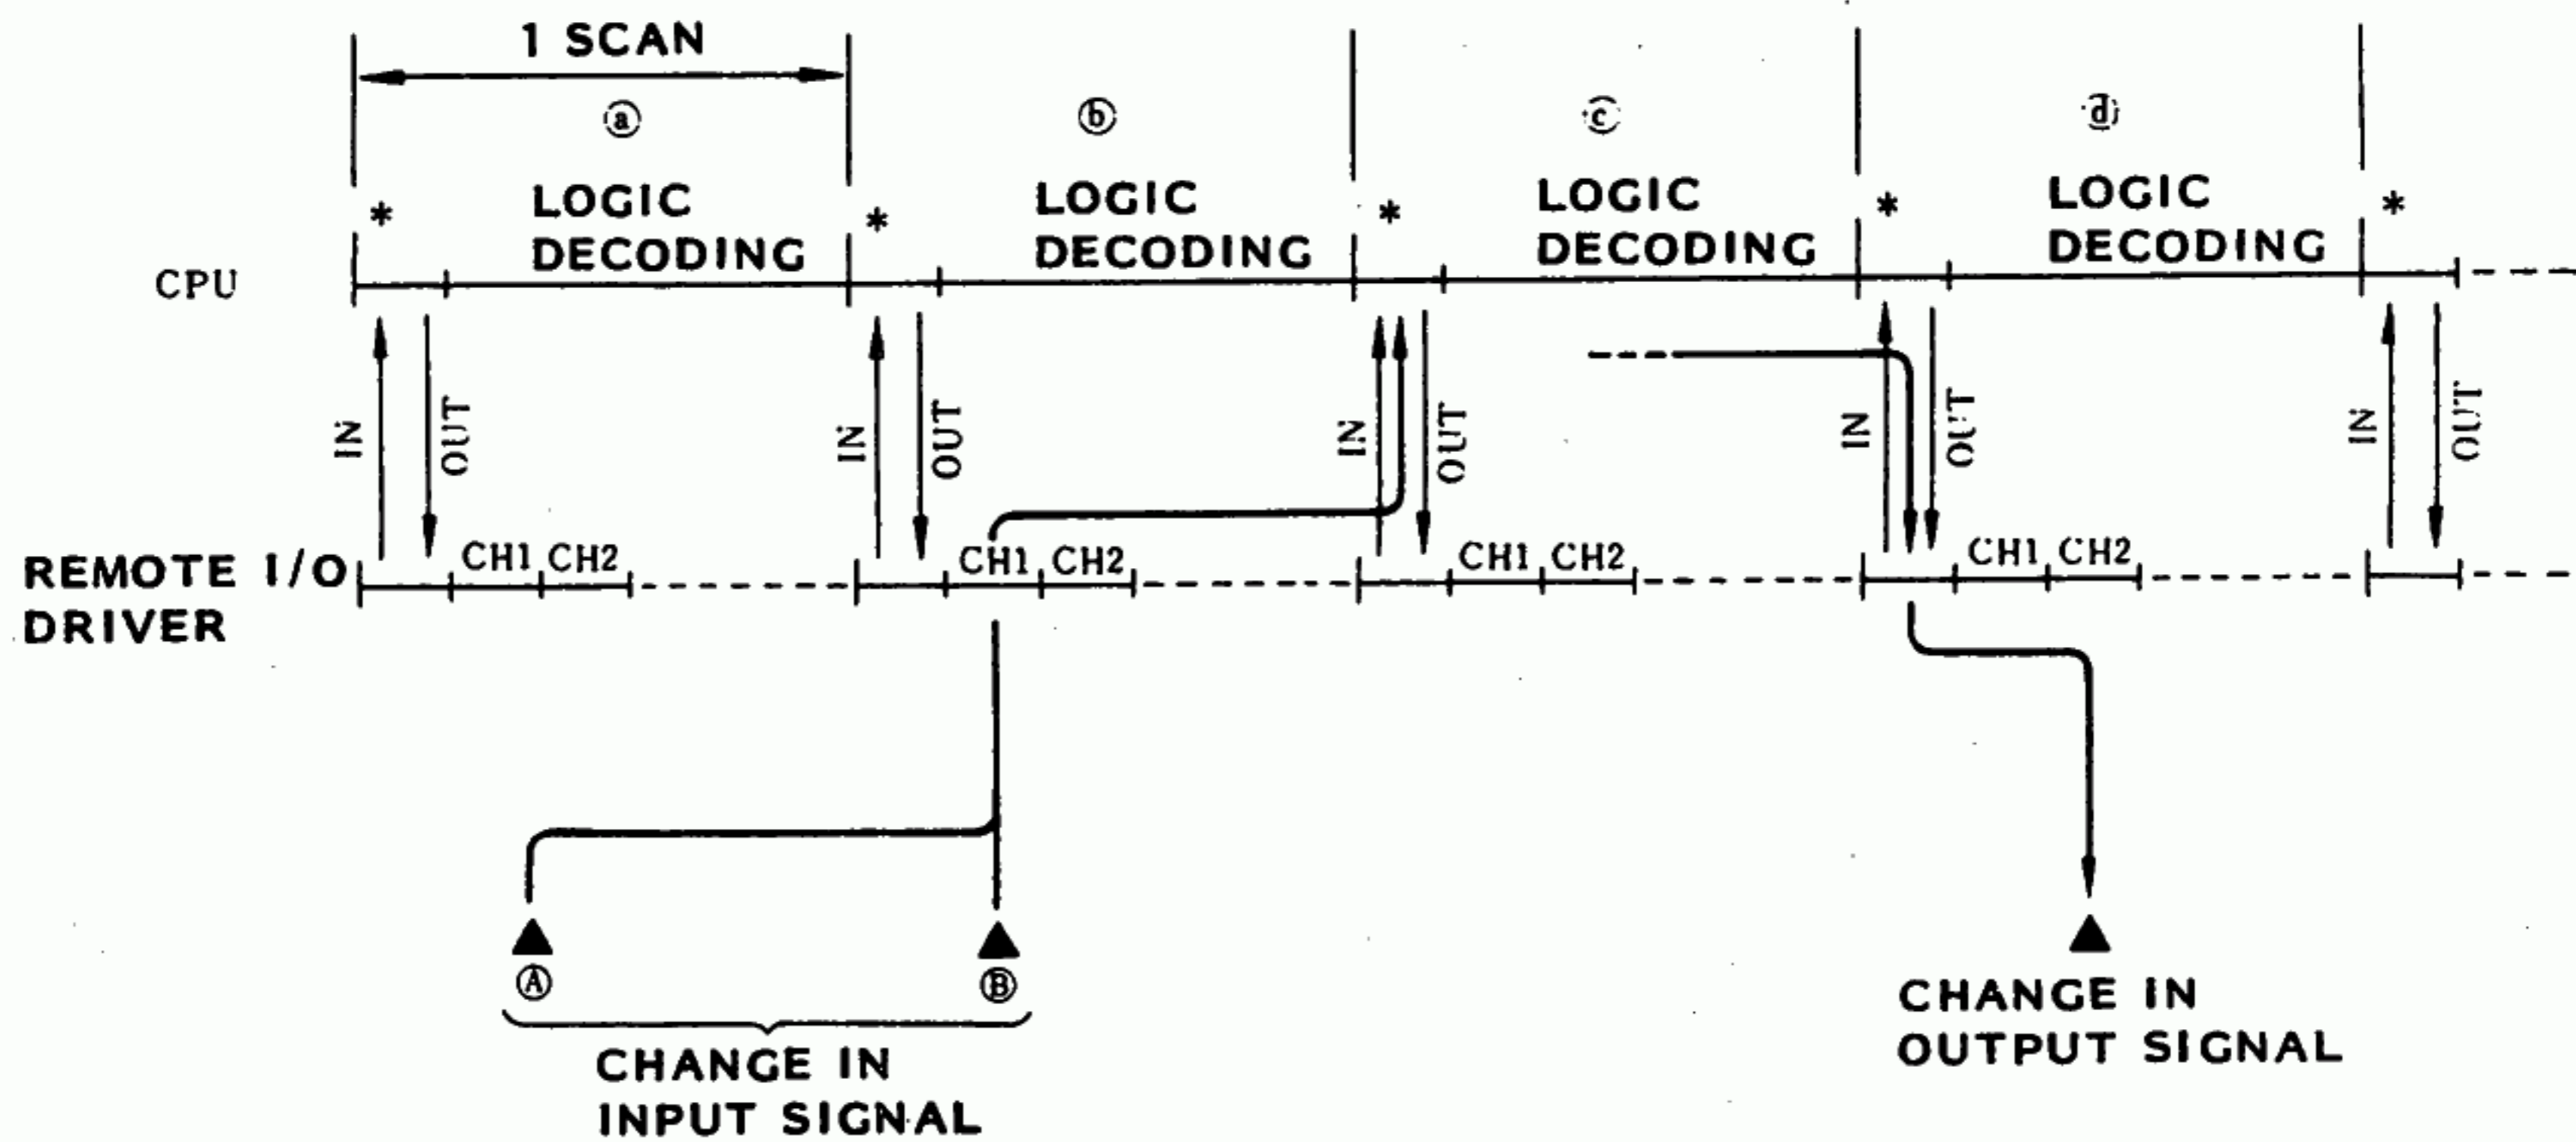 1 SCAN
ⓐ ⓑ ⓒ ⓓ
* LOGIC * LOGIC * LOGIC * LOGIC *
DECODING DECODING DECODING DECODING
CPU
IN OUT IN OUT IN OUT IN OUT IN OUT
REMOTE I/O CH1 CH2 CH1 CH2 CH1 CH2 CH1 CH2
DRIVER
Ⓐ Ⓑ
CHANGE IN
INPUT SIGNAL
CHANGE IN
OUTPUT SIGNAL